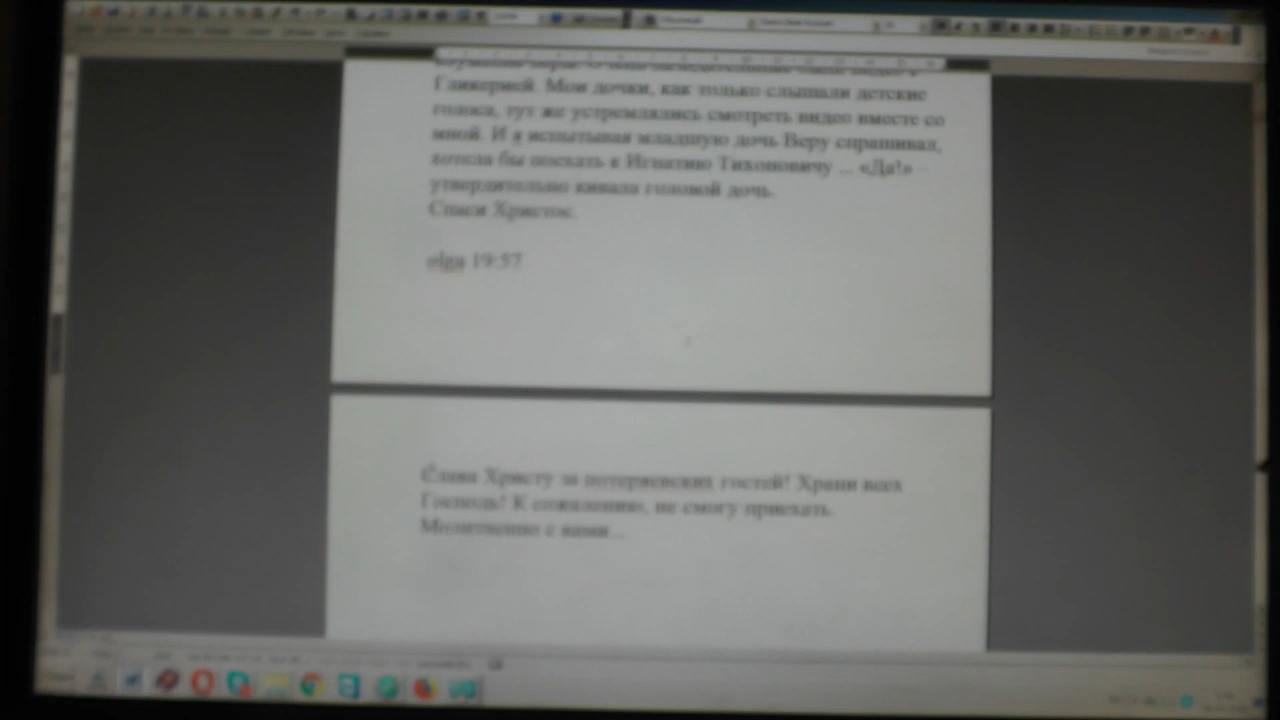 Гликерией. Мои дочки, как только слышали детские
голоса, тут же устремлялись смотреть видео вместе со
мной. И я испытывая младшую дочь Веру спрашивал,
хотела бы поехать к Игнатию Тихоновичу ... «Да!» –
утвердительно кивала головой дочь.
Спаси Христос.
olga 19:57
Слава Христу за потеряевских гостей! Храни всех
Господь! К сожалению, не смогу приехать.
Молитвенно с вами...